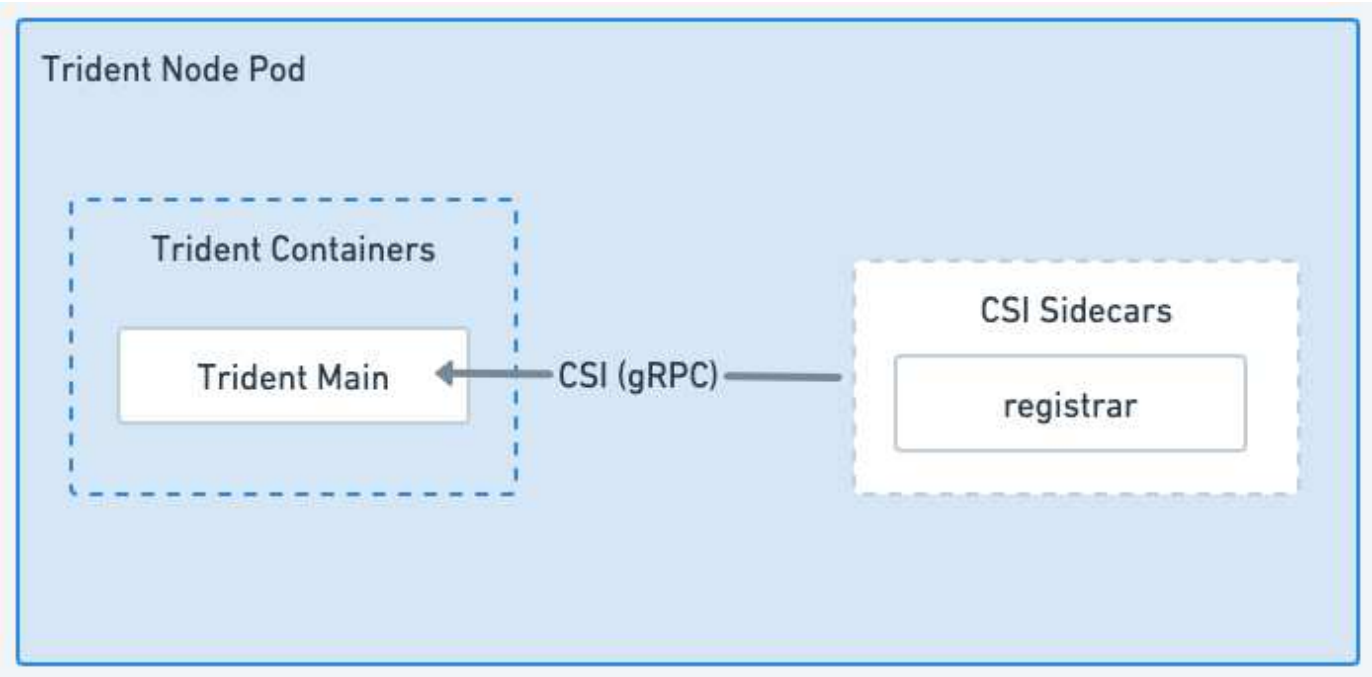 Trident Node Pod
Trident Containers
Trident Main
CSI (gRPC)
CSI Sidecars
registrar